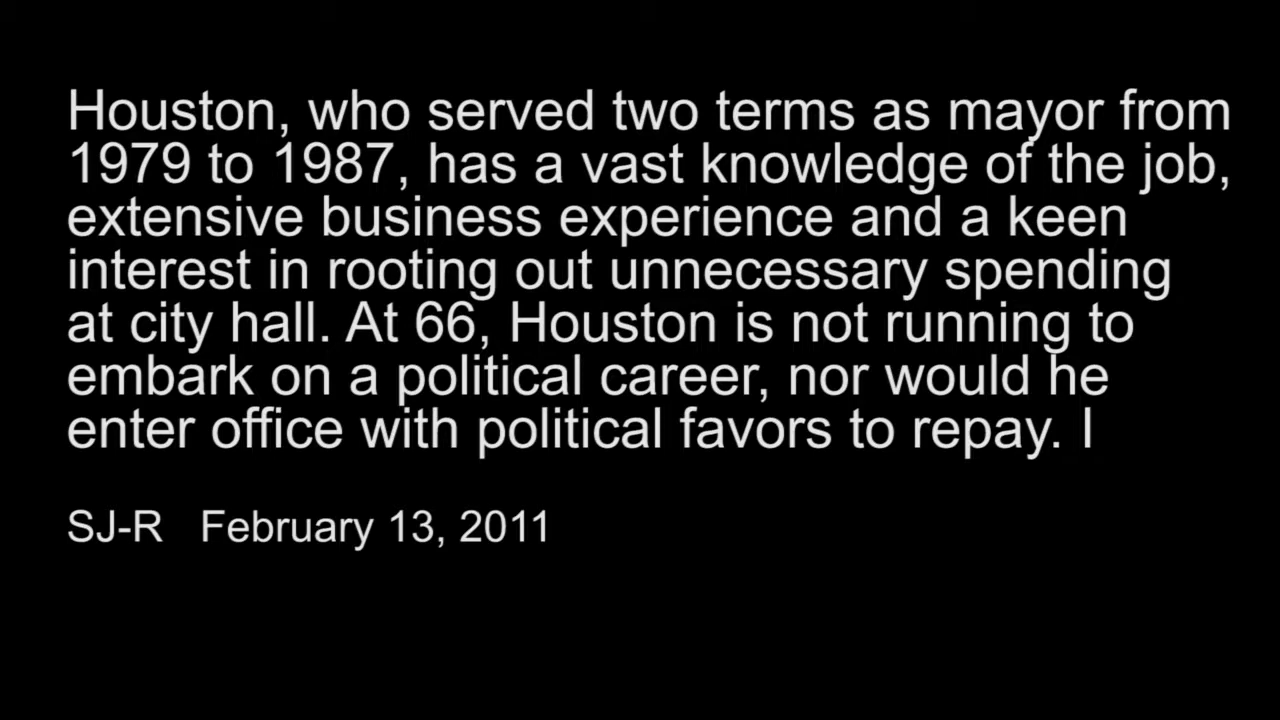 Houston, who served two terms as mayor from
1979 to 1987, has a vast knowledge of the job,
extensive business experience and a keen
interest in rooting out unnecessary spending
at city hall. At 66, Houston is not running to
embark on a political career, nor would he
enter office with political favors to repay. I
SJ-R   February 13, 2011